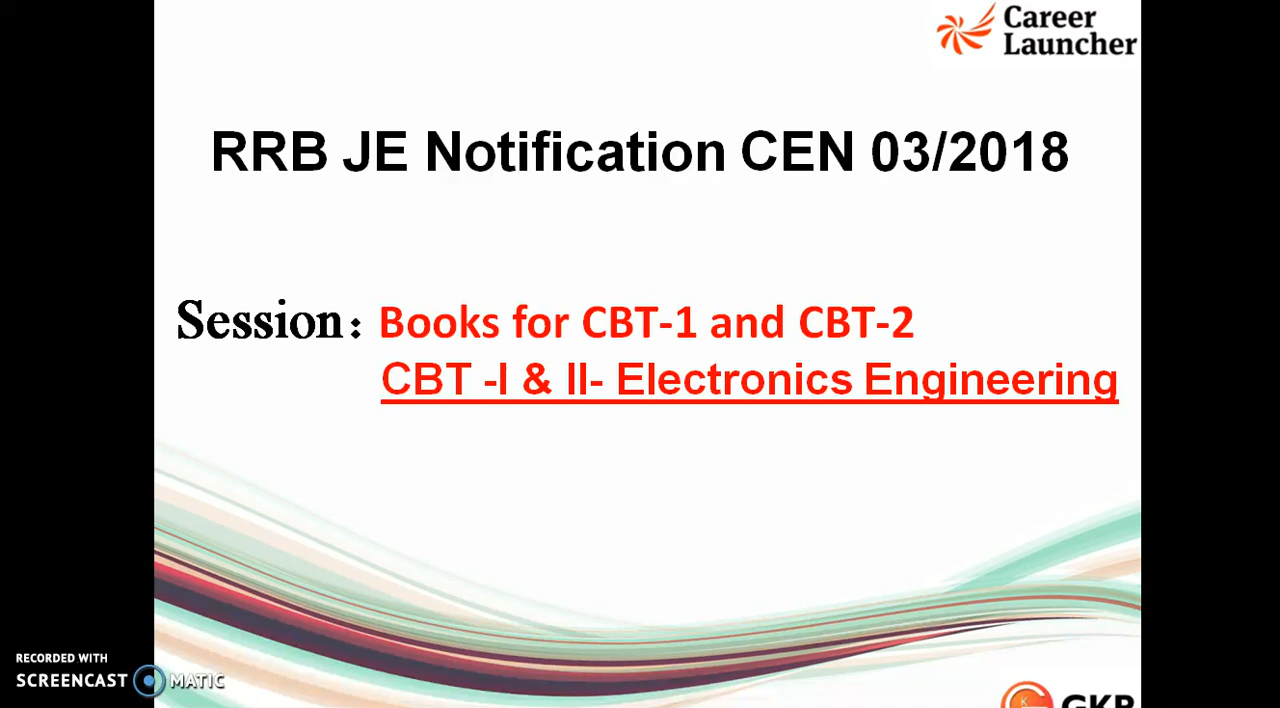 Career
Launcher
RRB JE Notification CEN 03/2018
Session: Books for CBT-1 and CBT-2
CBT -I & II- Electronics Engineering
RECORDED WITH
SCREENCAST MATIC